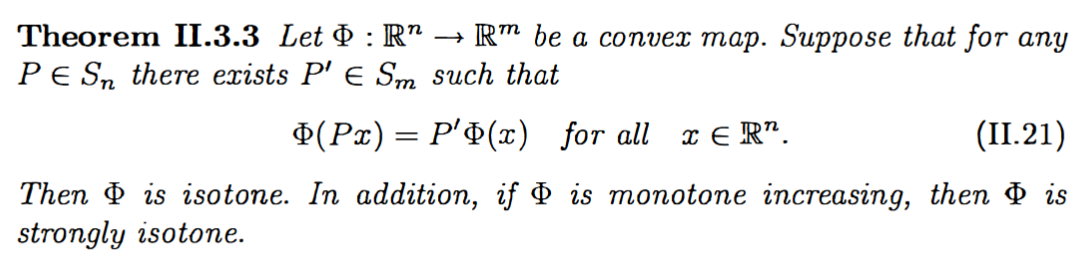 Theorem II.3.3 Let Φ : ℝⁿ → ℝᵐ be a convex map. Suppose that for any
P ∈ Sₙ there exists P′ ∈ Sₘ such that
Φ(Px) = P′Φ(x) for all x ∈ ℝⁿ. (II.21)
Then Φ is isotone. In addition, if Φ is monotone increasing, then Φ is
strongly isotone.